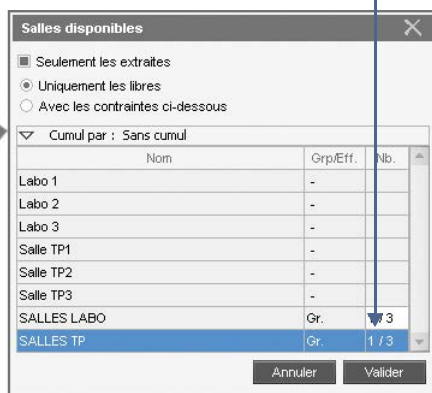 Salles disponibles
Seulement les extraites
Uniquement les libres
Avec les contraintes ci-dessous
Cumul par : Sans cumul
Nom Grp/Eff. Nb.
Labo 1 -
Labo 2 -
Labo 3 -
Salle TP1 -
Salle TP2 -
Salle TP3 -
SALLES LABO Gr. / 3
SALLES TP Gr. 1 / 3
Annuler Valider